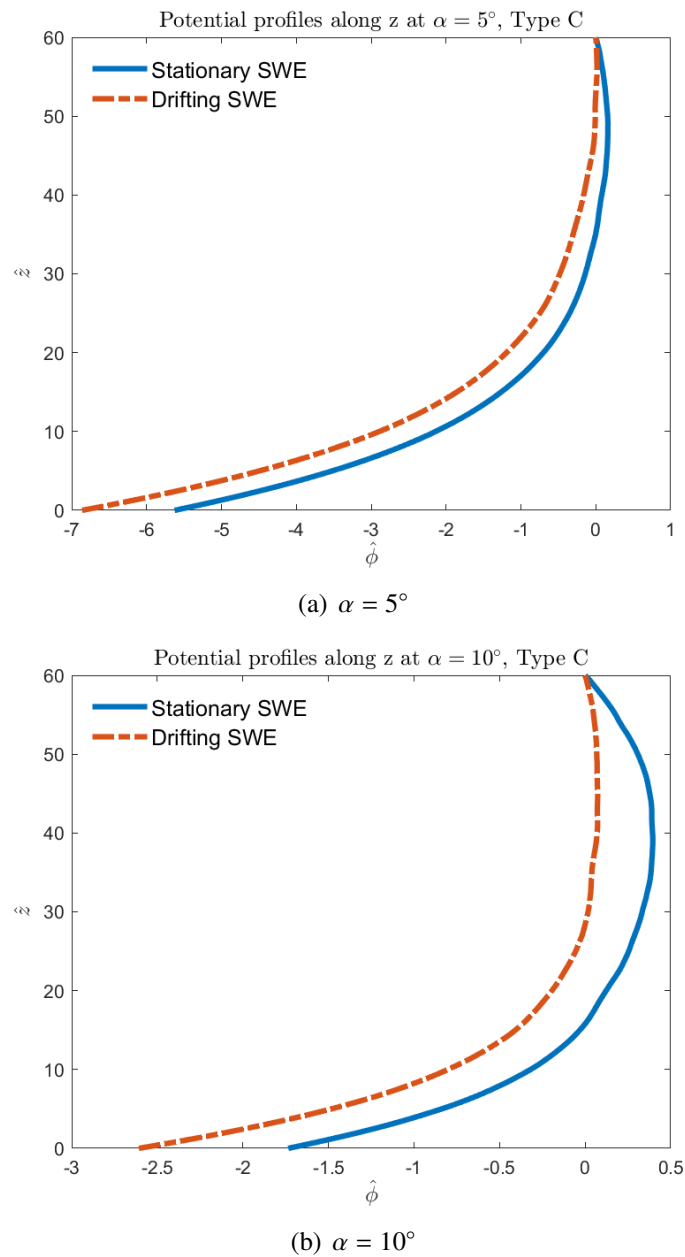 Potential profiles along z at α = 5°, Type C
60
50
40
30
20
10
0
ẑ
Stationary SWE
Drifting SWE
-7 -6 -5 -4 -3 -2 -1 0 1
ϕ̂
(a) α = 5°
Potential profiles along z at α = 10°, Type C
60
50
40
30
20
10
0
ẑ
Stationary SWE
Drifting SWE
-3 -2.5 -2 -1.5 -1 -0.5 0 0.5
ϕ̂
(b) α = 10°